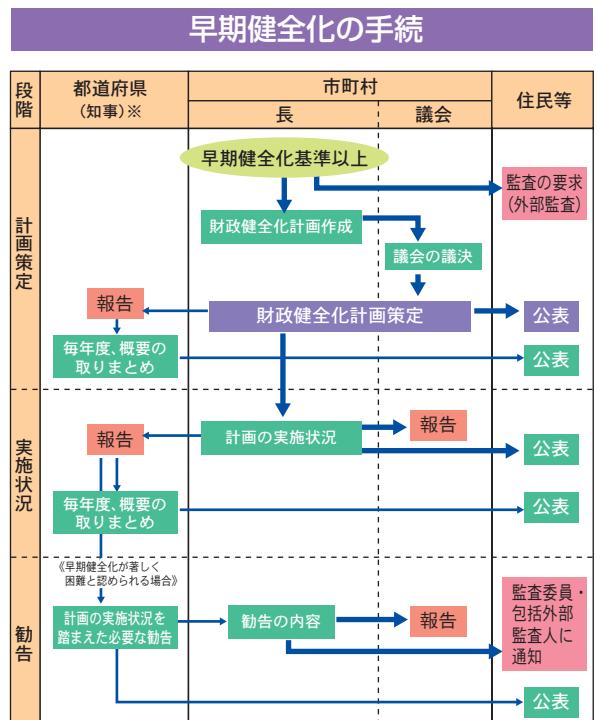 早期健全化の手続
段階
都道府県
（知事）※
市町村
長
議会
住民等
計画策定
早期健全化基準以上
監査の要求
（外部監査）
財政健全化計画作成
議会の議決
報告
財政健全化計画策定
公表
毎年度、概要の
取りまとめ
公表
実施状況
報告
計画の実施状況
報告
公表
毎年度、概要の
取りまとめ
公表
勧告
《早期健全化が著しく
困難と認められる場合》
計画の実施状況を
踏まえた必要な勧告
勧告の内容
報告
監査委員・
包括外部
監査人に
通知
公表